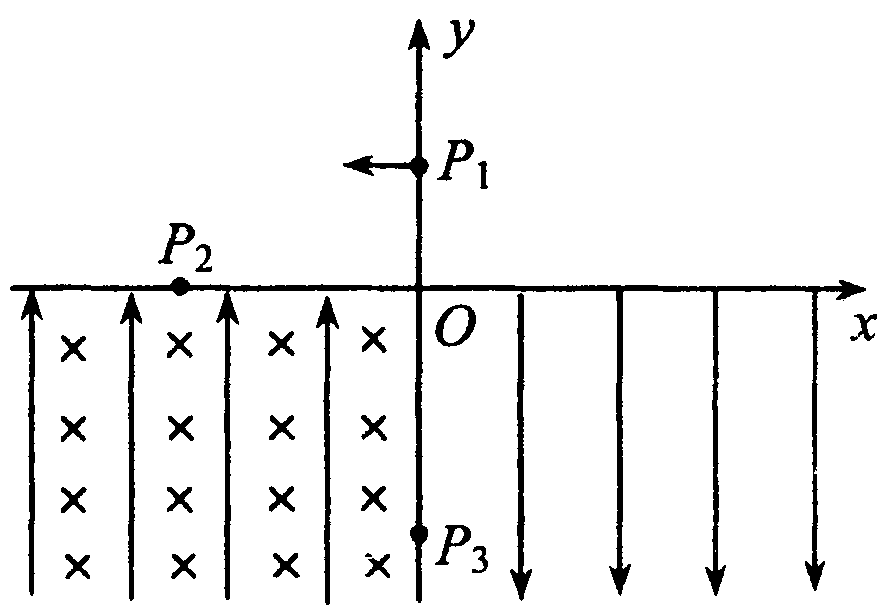 y
P₁
P₂
O
x
P₃